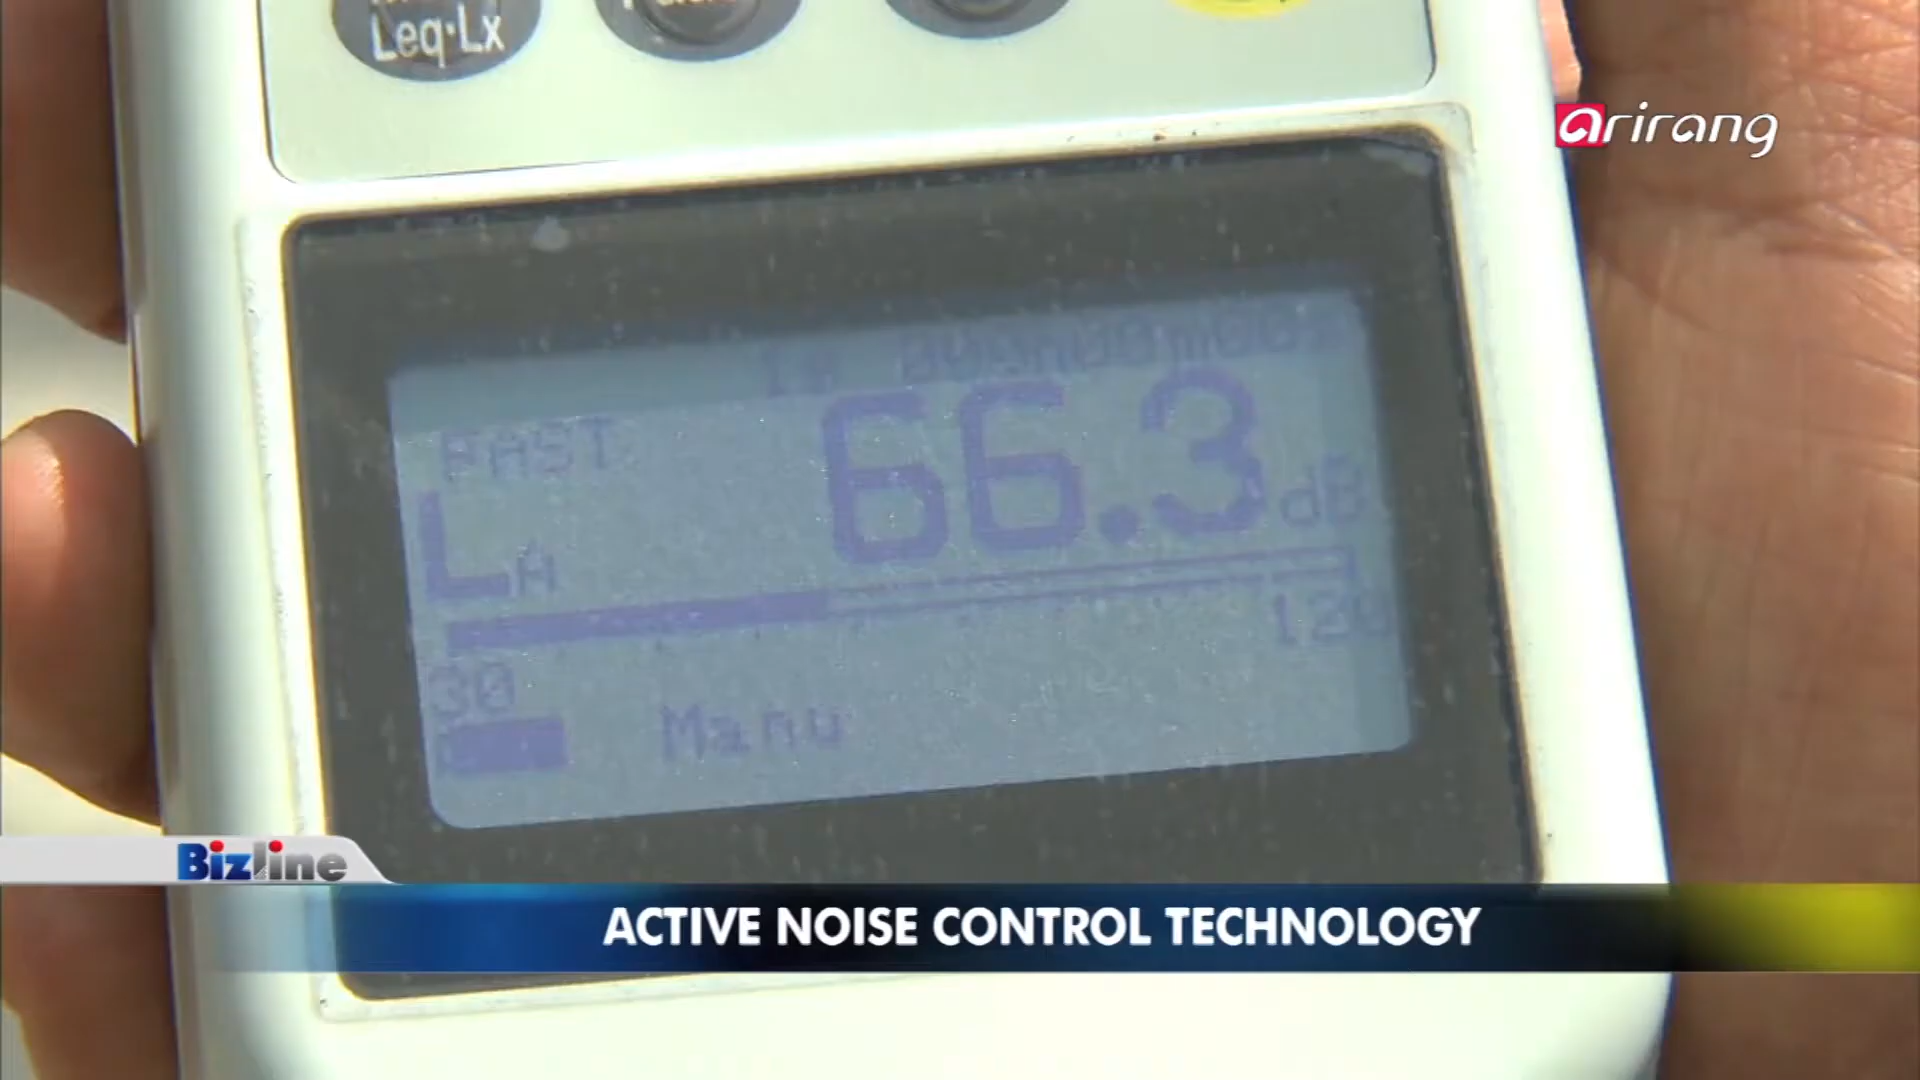 Leq·Lx
arirang
FAST
66.3 dB
LA
30
120
Manu
Bizline
ACTIVE NOISE CONTROL TECHNOLOGY